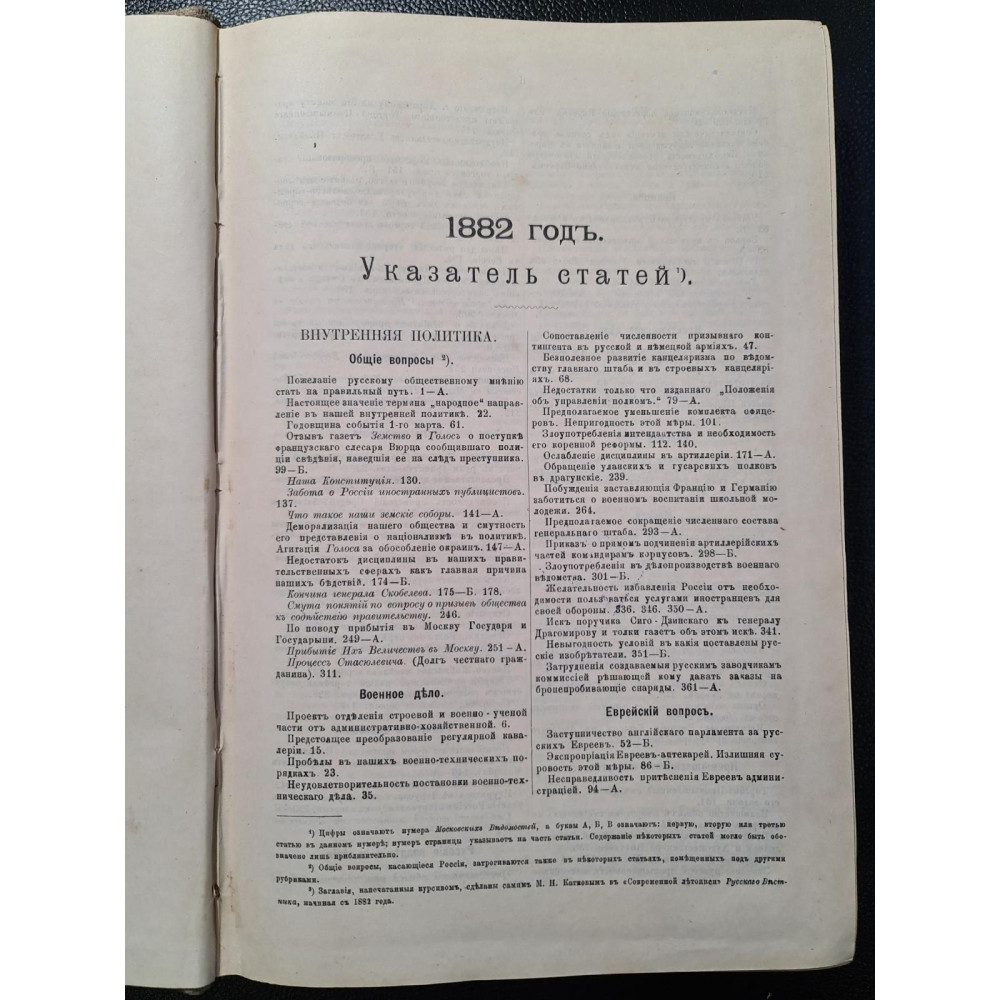 1882 годъ.
Указатель статей ¹).
ВНУТРЕННЯЯ ПОЛИТИКА.
Общіе вопросы ²).
Пожеланіе русскому общественному мнѣнію
стать на правильный путь. 1—А.
Настоящее значеніе термина „народное“ направ-
леніе въ нашей внутренней политикѣ. 22.
Годовщина событія 1-го марта. 61.
Отзывъ газетъ Земство и Голосъ о поступкѣ
французскаго слесаря Вюрца сообщившаго поли-
ціи свѣдѣнія, наведшія ее на слѣдъ преступника.
99—Б.
Наша Конституція. 130.
Забота о Россіи иностранныхъ публицистовъ.
137.
Что такое наши земскіе соборы. 141—А.
Деморализація нашего общества и смутность
его представленія о націонализмѣ въ политикѣ.
Агитація Голоса за обособленіе окраинъ. 147—А.
Недостатокъ дисциплины въ нашихъ прави-
тельственныхъ сферахъ какъ главная причина
нашихъ бѣдствій. 174—Б.
Кончина генерала Скобелева. 175—Б. 178.
Смута понятій по вопросу о призывѣ общества
къ содѣйствію правительству. 246.
По поводу прибытія въ Москву Государя и
Государыни. 249—А.
Прибытіе Ихъ Величествъ въ Москву. 251—А.
Процессъ Стасюлевича. (Долгъ честнаго граж-
данина). 311.
Военное дѣло.
Проектъ отдѣленія строевой и военно-ученой
части отъ административно-хозяйственной. 6.
Предстоящее преобразованіе регулярной кава-
леріи. 15.
Пробѣлы въ нашихъ военно-техническихъ по-
рядкахъ. 23.
Неудовлетворительность постановки военно-тех-
ническаго дѣла. 35.
Сопоставленіе численности призывнаго кон-
тингента въ русской и нѣмецкой арміяхъ. 47.
Безполезное развитіе канцеляризма по вѣдом-
ству главнаго штаба и въ строевыхъ канцеляріи-
яхъ. 68.
Недостатки только что изданнаго „Положенія
объ управленіи полкомъ.“ 79—А.
Предполагаемое уменьшеніе комплекта офице-
ровъ. Непригодность этой мѣры. 101.
Злоупотребленія интендантства и необходимость
его коренной реформы. 112. 140.
Ослабленіе дисциплины въ артиллеріи. 171—А.
Обращеніе уланскихъ и гусарскихъ полковъ
въ драгунскіе. 239.
Побужденія заставляющія Францію и Германію
заботиться о военномъ воспитаніи школьной мо-
лодежи. 264.
Предполагаемое сокращеніе численнаго состава
генеральнаго штаба. 293—А.
Приказъ о прямомъ подчиненіи артиллерійскихъ
частей командирамъ корпусовъ. 298—Б.
Злоупотребленія въ дѣлопроизводствѣ военнаго
вѣдомства. 301—Б.
Желательность избавленія Россіи отъ необхо-
димости пользоваться услугами иностранцевъ для
своей обороны. 336. 346. 350—А.
Искъ поручика Сиго-Дзинскаго къ генералу
Драгомирову и толки газетъ объ этомъ искѣ. 341.
Невыгодность условій въ какія поставлены рус-
скіе изобрѣтатели. 351—Б.
Затрудненія создаваемыя русскимъ заводчикамъ
коммиссіей рѣшающей кому давать заказы на
бронепробивающіе снаряды. 361—А.
Еврейскій вопросъ.
Заступничество англійскаго парламента за рус-
скихъ Евреевъ. 52—Б.
Экспропріація Евреевъ-аптекарей. Излишняя су-
ровость этой мѣры. 86—Б.
Несправедливость притѣсненія Евреевъ админи-
страціей. 94—А.
¹) Цифры означаютъ нумера Московскихъ Вѣдомостей, а буквы А, Б, В означаютъ: первую, вторую или третью
статью въ данномъ нумерѣ; нумеръ страницы указываетъ на часть статьи. Содержаніе нѣкоторыхъ статей могло быть обо-
значено лишь приблизительно.
²) Общіе вопросы, касающіеся Россіи, затрогиваются также въ нѣкоторыхъ статьяхъ, помѣщенныхъ подъ другими
рубриками.
³) Заглавія, напечатанныя курсивомъ, сдѣланы самимъ М. Н. Катковымъ въ «Современной лѣтописи» Русскаго Вѣст-
ника, начиная съ 1882 года.